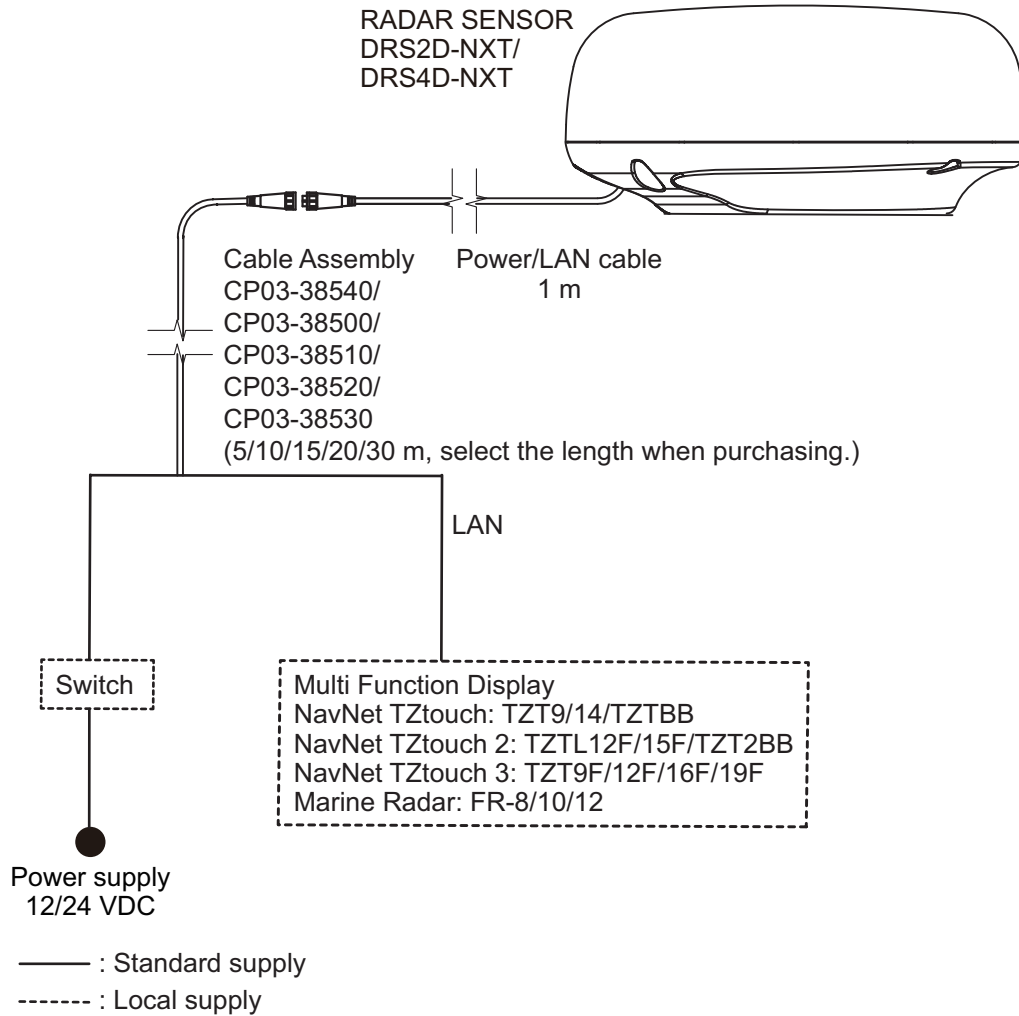 RADAR SENSOR
DRS2D-NXT/
DRS4D-NXT
Cable Assembly
CP03-38540/
CP03-38500/
CP03-38510/
CP03-38520/
CP03-38530
(5/10/15/20/30 m, select the length when purchasing.)
Power/LAN cable
1 m
LAN
Switch
Multi Function Display
NavNet TZtouch: TZT9/14/TZTBB
NavNet TZtouch 2: TZTL12F/15F/TZT2BB
NavNet TZtouch 3: TZT9F/12F/16F/19F
Marine Radar: FR-8/10/12
Power supply
12/24 VDC
: Standard supply
: Local supply